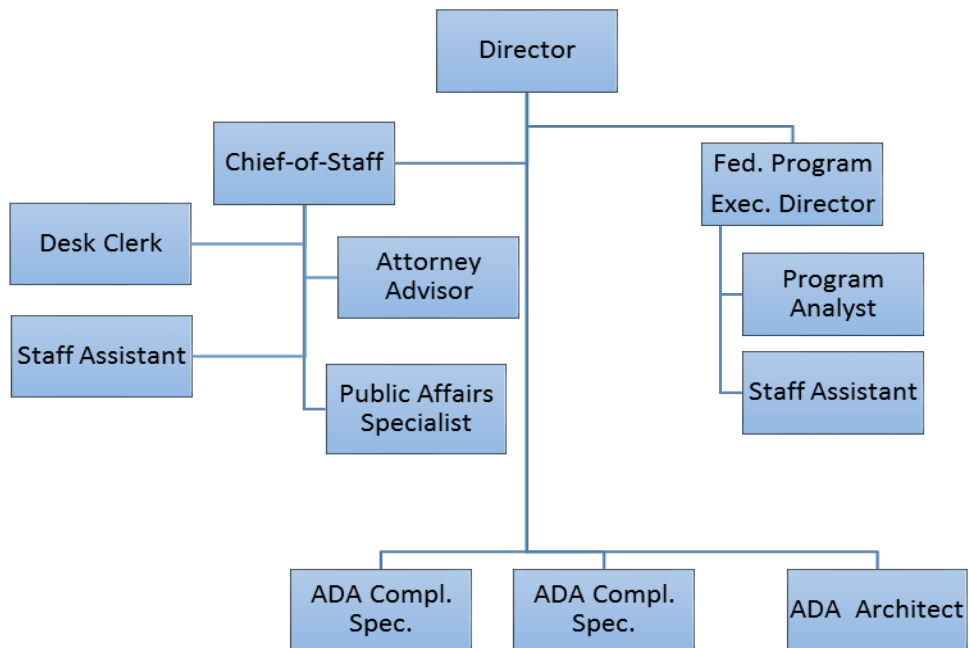 Director
Chief-of-Staff
Fed. Program
Exec. Director
Desk Clerk
Attorney
Advisor
Program
Analyst
Staff Assistant
Public Affairs
Specialist
Staff Assistant
ADA Compl.
Spec.
ADA Compl.
Spec.
ADA Architect